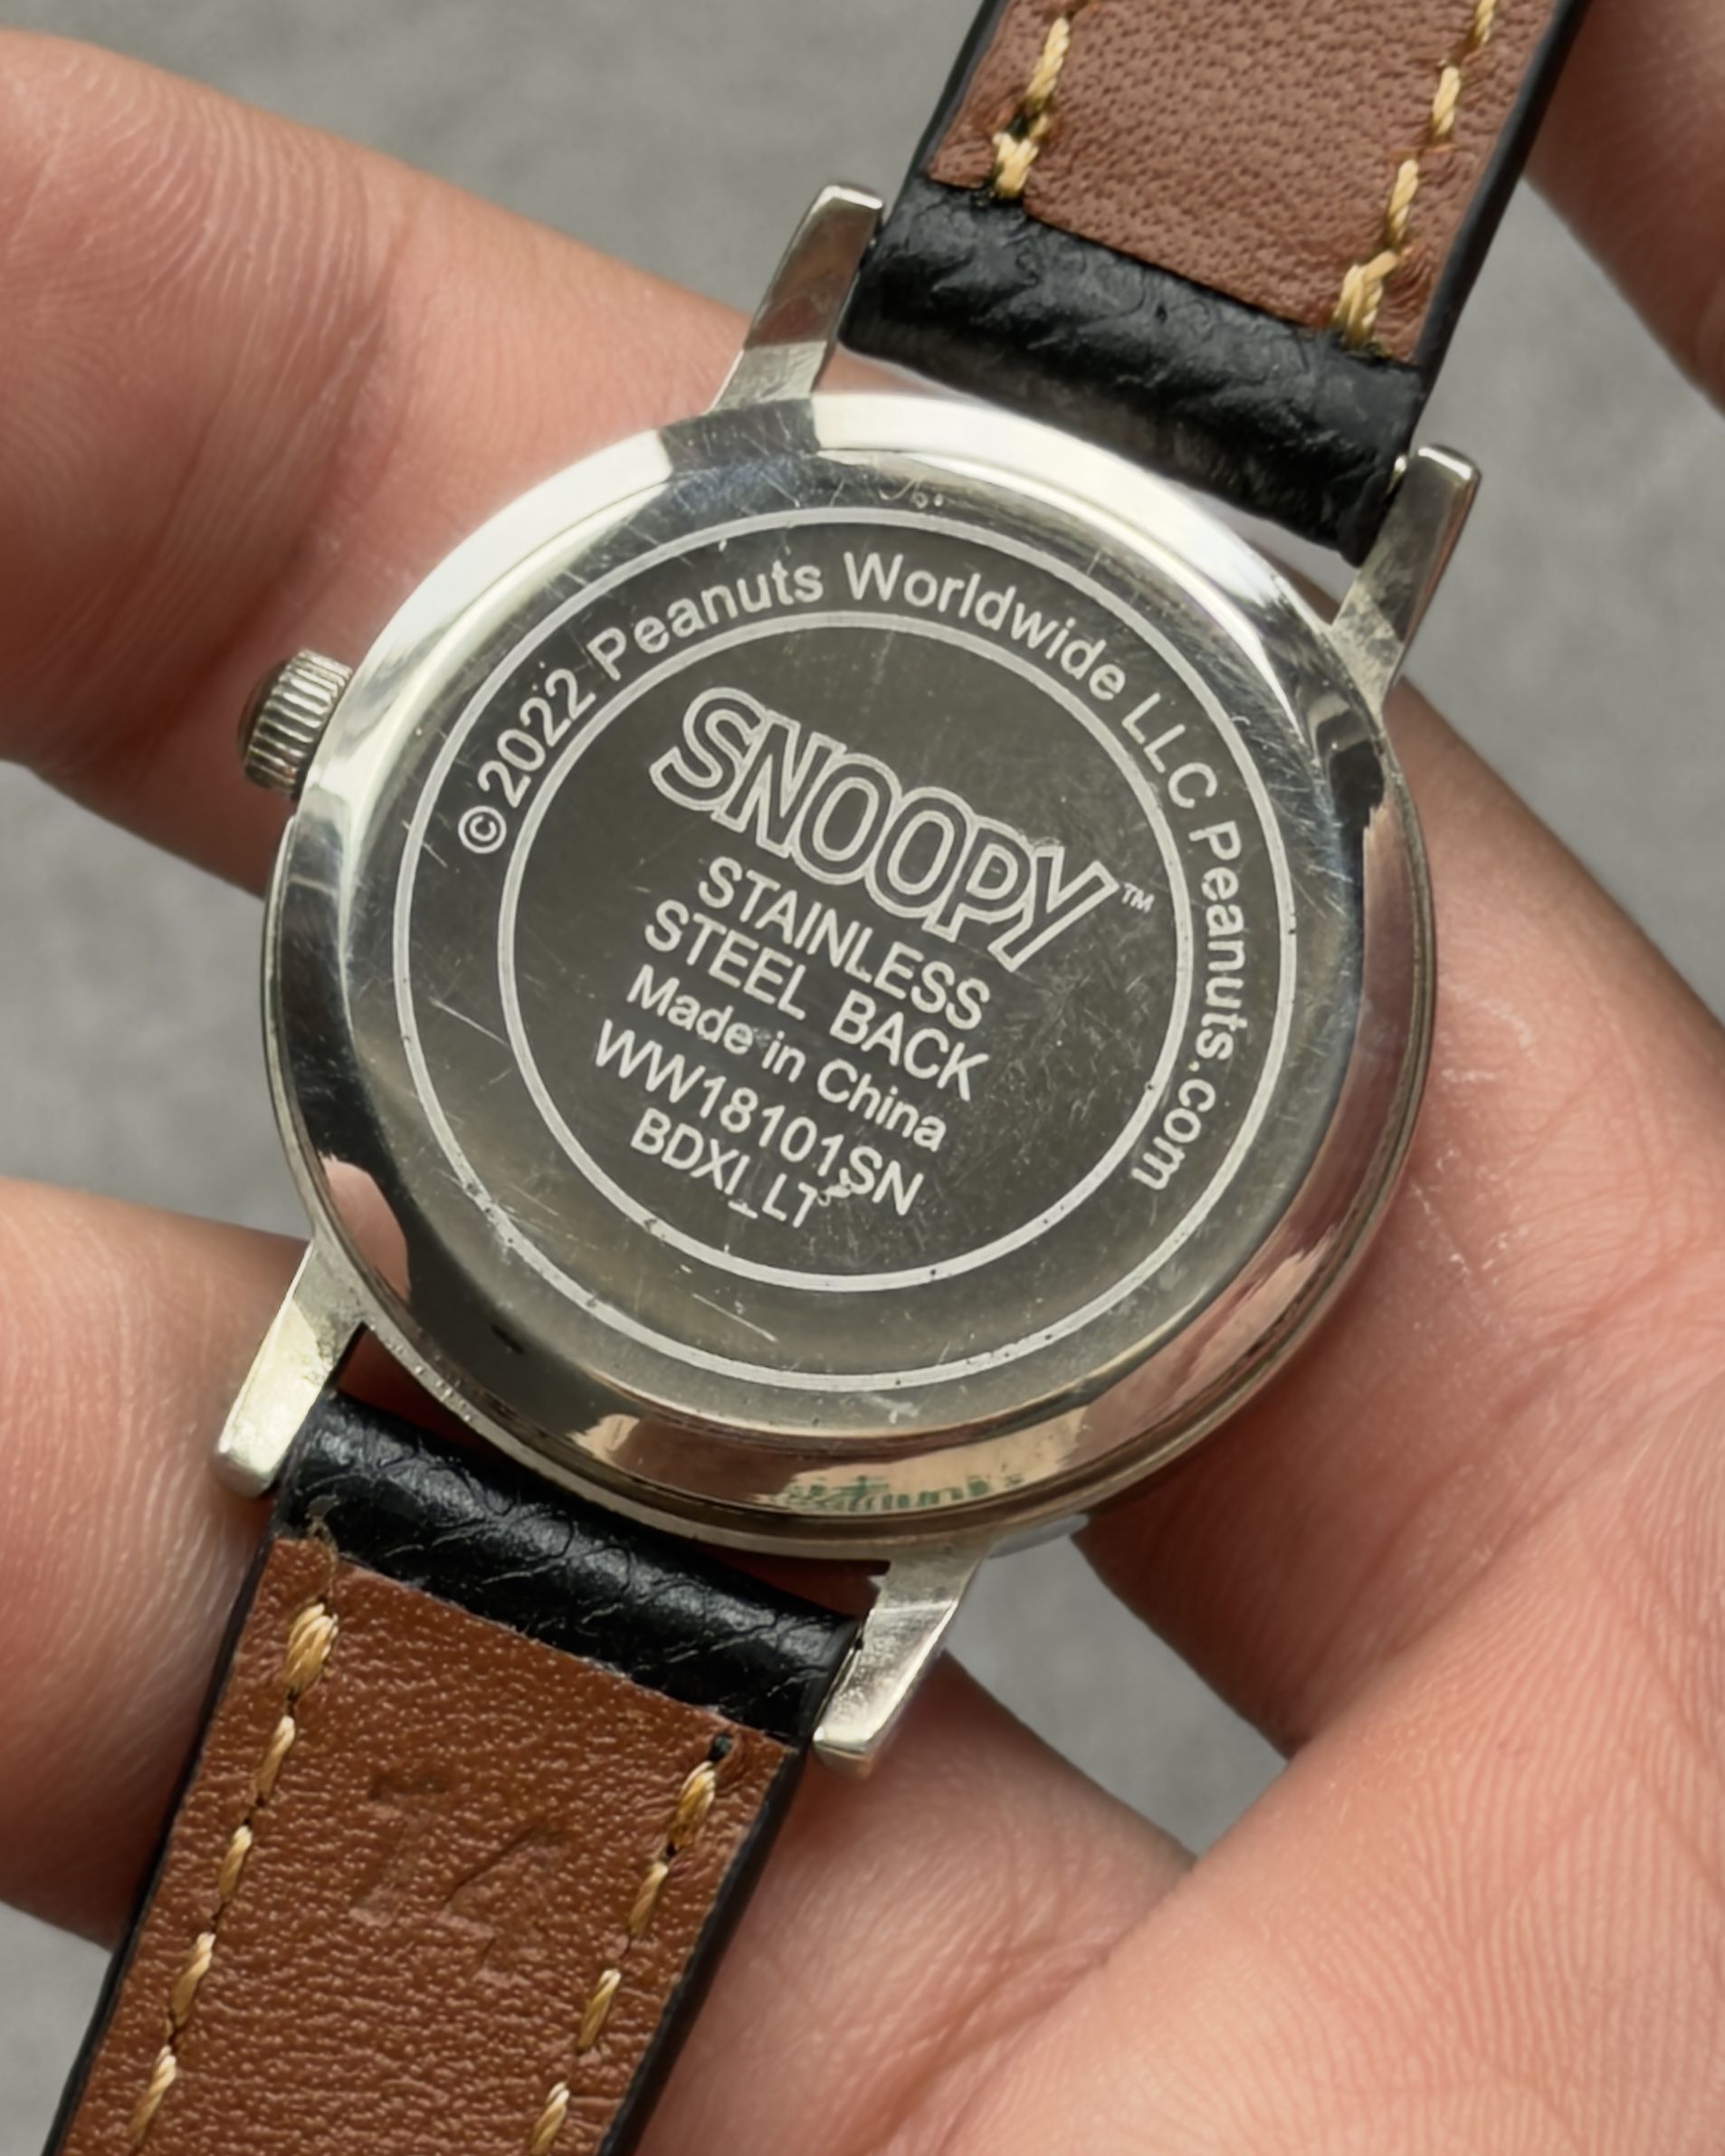 ©2022 Peanuts Worldwide LLC Peanuts.com
SNOOPY™
STAINLESS
STEEL BACK
Made in China
WW18101SN
BDXI_LT